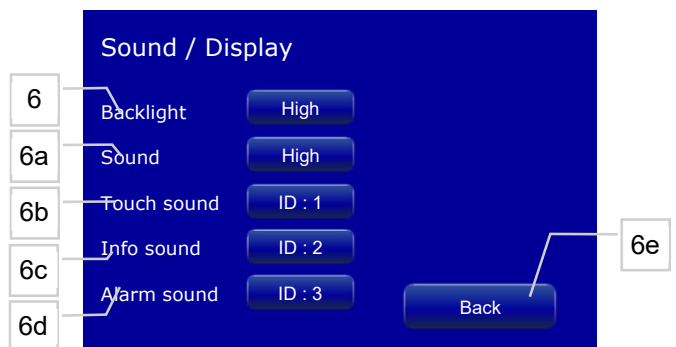 Sound / Display
6
Backlight
High
6a
Sound
High
6b
Touch sound
ID : 1
6c
Info sound
ID : 2
6d
Alarm sound
ID : 3
Back
6e